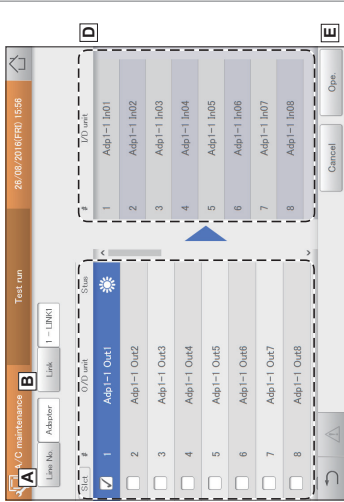 A/C maintenance Test run 26/08/2016(FRI) 15:56
A B
Line No. Adapter Link 1 - LINK1
D
Slct. # O/D unit Stus # I/D unit
1 Adp1-1 Out1 1 Adp1-1 In01
2 Adp1-1 Out2 2 Adp1-1 In02
3 Adp1-1 Out3 3 Adp1-1 In03
4 Adp1-1 Out4 4 Adp1-1 In04
5 Adp1-1 Out5 5 Adp1-1 In05
6 Adp1-1 Out6 6 Adp1-1 In06
7 Adp1-1 Out7 7 Adp1-1 In07
8 Adp1-1 Out8 8 Adp1-1 In08
Cancel Ope.
E